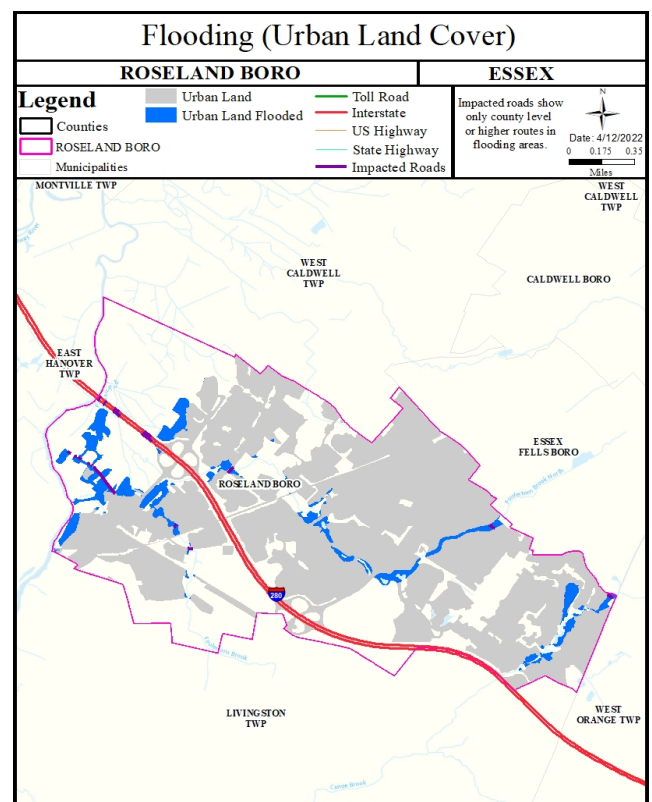 Flooding (Urban Land Cover)
ROSELAND BORO
ESSEX
Legend
Counties
ROSELAND BORO
Municipalities
Urban Land
Urban Land Flooded
Toll Road
Interstate
US Highway
State Highway
Impacted Roads
Impacted roads show
only county level
or higher routes in
flooding areas.
N
Date: 4/12/2022
0 0.175 0.35
Miles
MONTVILLE TWP
WEST
CALDWELL
TWP
WEST
CALDWELL
TWP
CALDWELL BORO
EAST
HANOVER
TWP
ESSEX
FELLS BORO
ROSELAND BORO
280
LIVINGSTON
TWP
WEST
ORANGE TWP
Canoe Brook